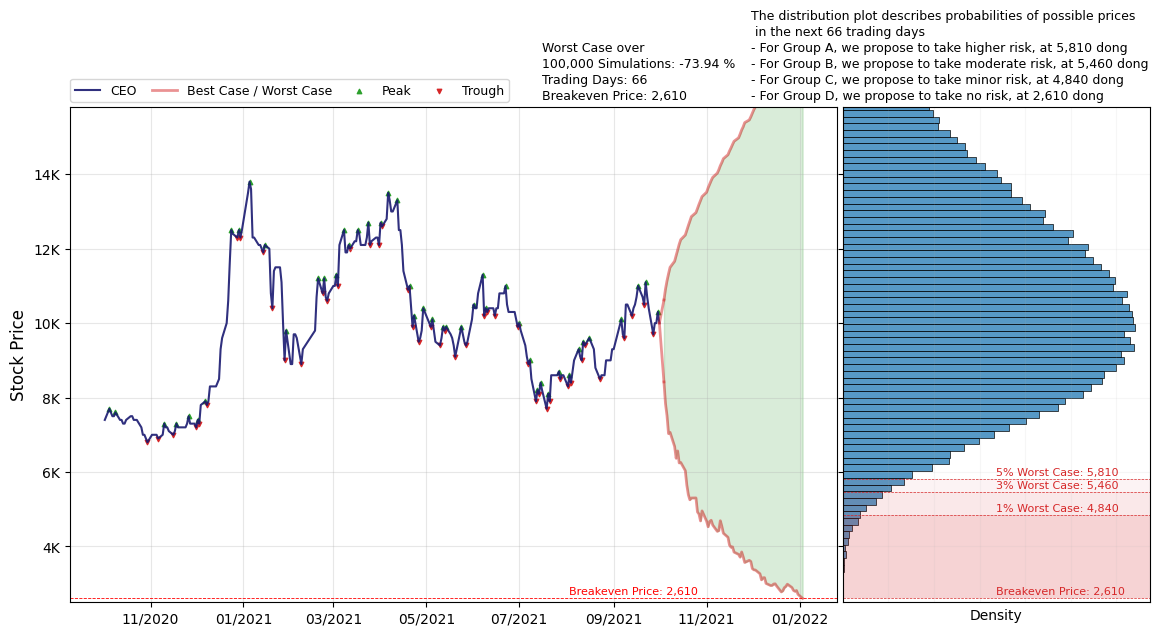 The distribution plot describes probabilities of possible prices
in the next 66 trading days
- For Group A, we propose to take higher risk, at 5,810 dong
- For Group B, we propose to take moderate risk, at 5,460 dong
- For Group C, we propose to take minor risk, at 4,840 dong
- For Group D, we propose to take no risk, at 2,610 dong
Worst Case over
100,000 Simulations: -73.94 %
Trading Days: 66
Breakeven Price: 2,610
CEO
Best Case / Worst Case
Peak
Trough
Stock Price
14K
12K
10K
8K
6K
4K
Breakeven Price: 2,610
11/2020
01/2021
03/2021
05/2021
07/2021
09/2021
11/2021
01/2022
5% Worst Case: 5,810
3% Worst Case: 5,460
1% Worst Case: 4,840
Breakeven Price: 2,610
Density